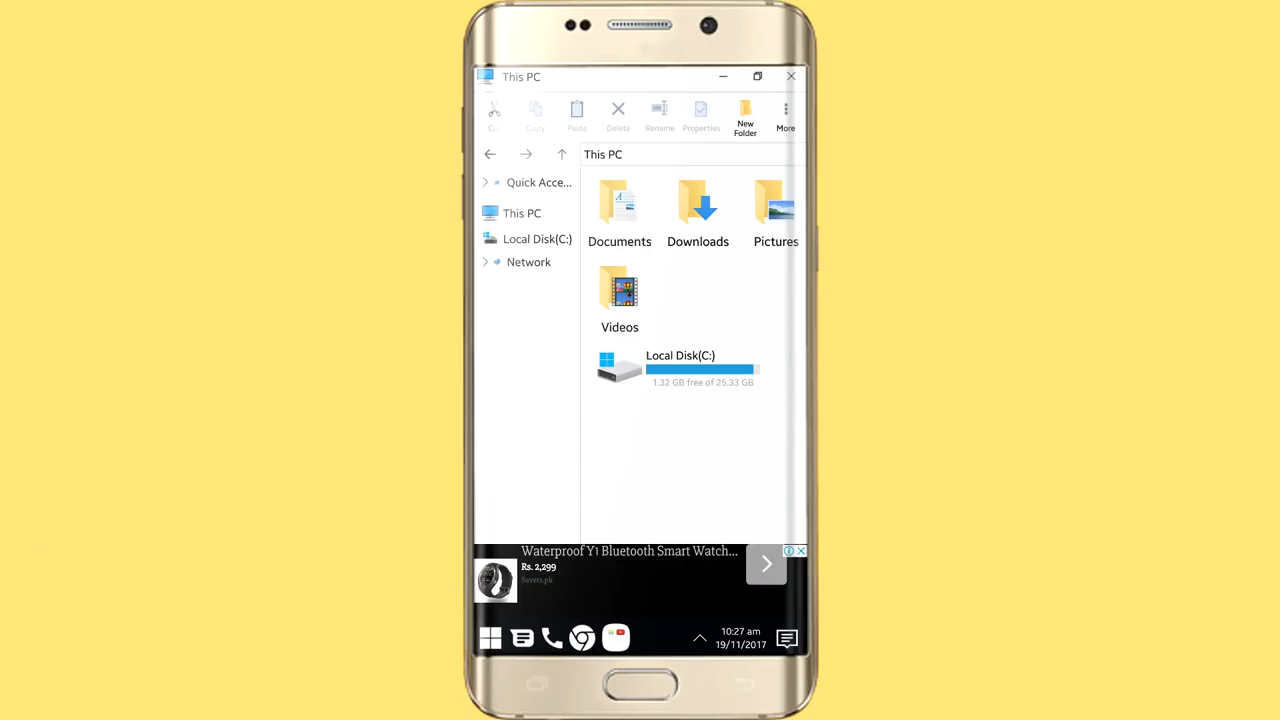 This PC
Cut
Copy
Paste
Delete
Rename
Properties
New
Folder
More
This PC
Quick Acce...
This PC
Local Disk(C:)
Network
Documents
Downloads
Pictures
Videos
Local Disk(C:)
1.32 GB free of 25.33 GB
Waterproof Y1 Bluetooth Smart Watch...
Rs. 2,299
Savers.pk
10:27 am
19/11/2017